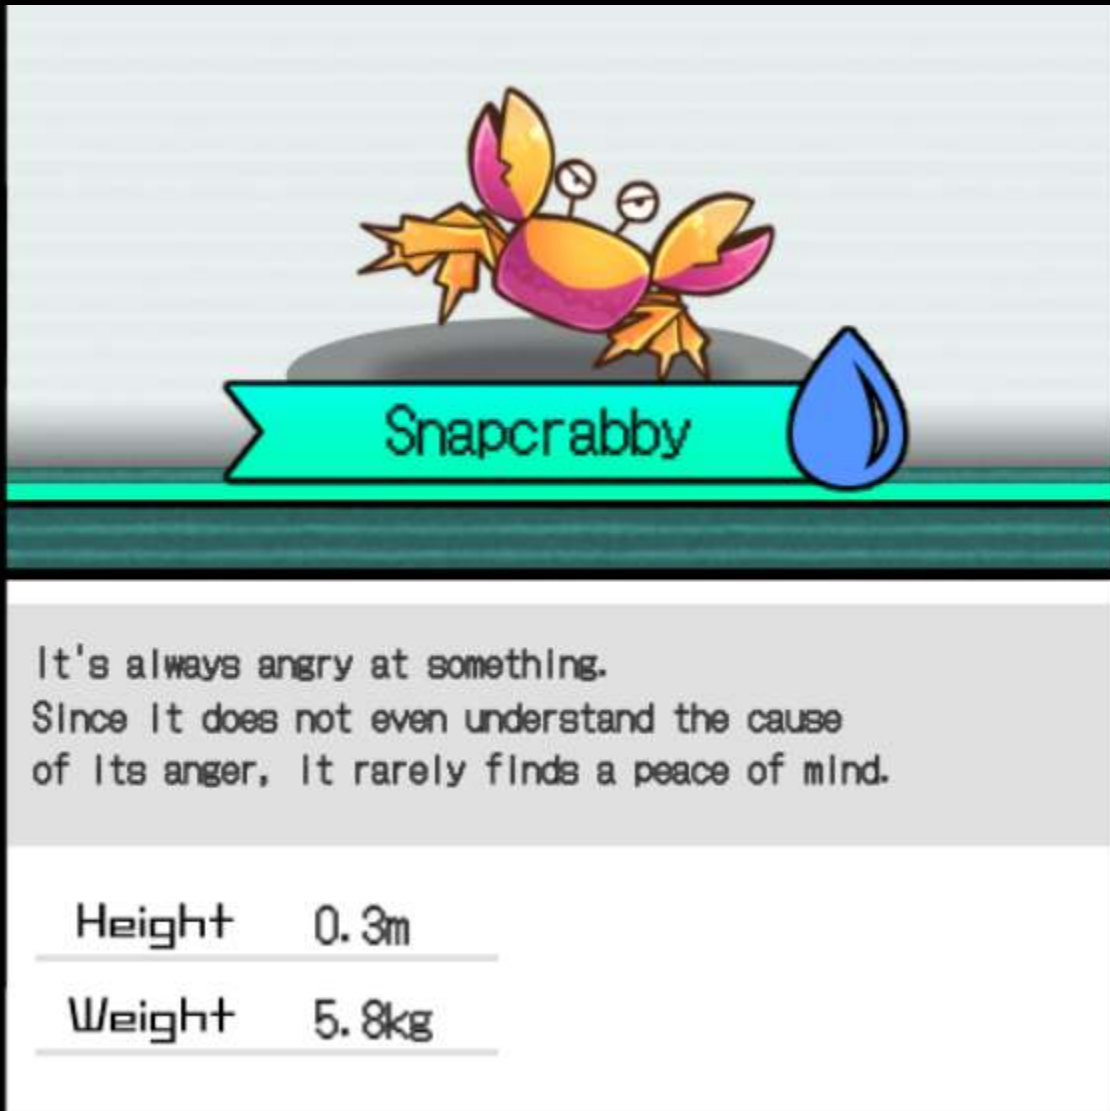 Snapcrabby
It's always angry at something.
Since it does not even understand the cause
of its anger, it rarely finds a peace of mind.
Height 0.3m
Weight 5.8kg